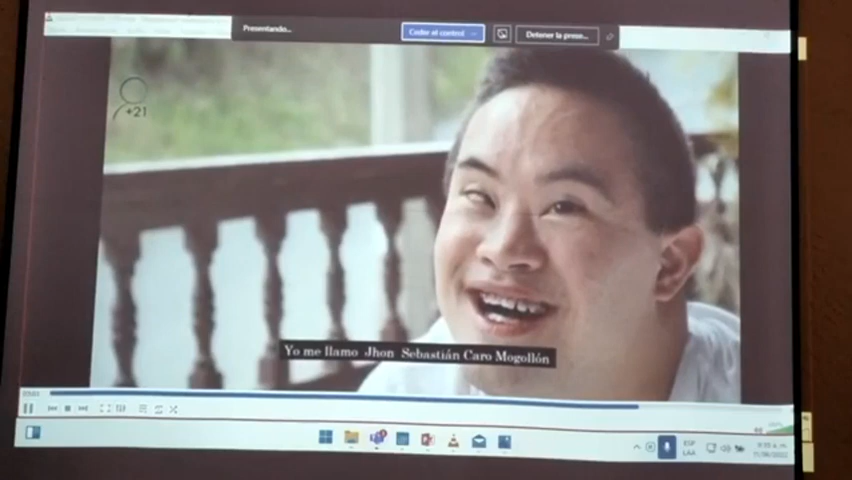 Presentando...
Ceder el control
Detener la prese...
+21
Yo me llamo Jhon Sebastián Caro Mogollón
ESP
LAA